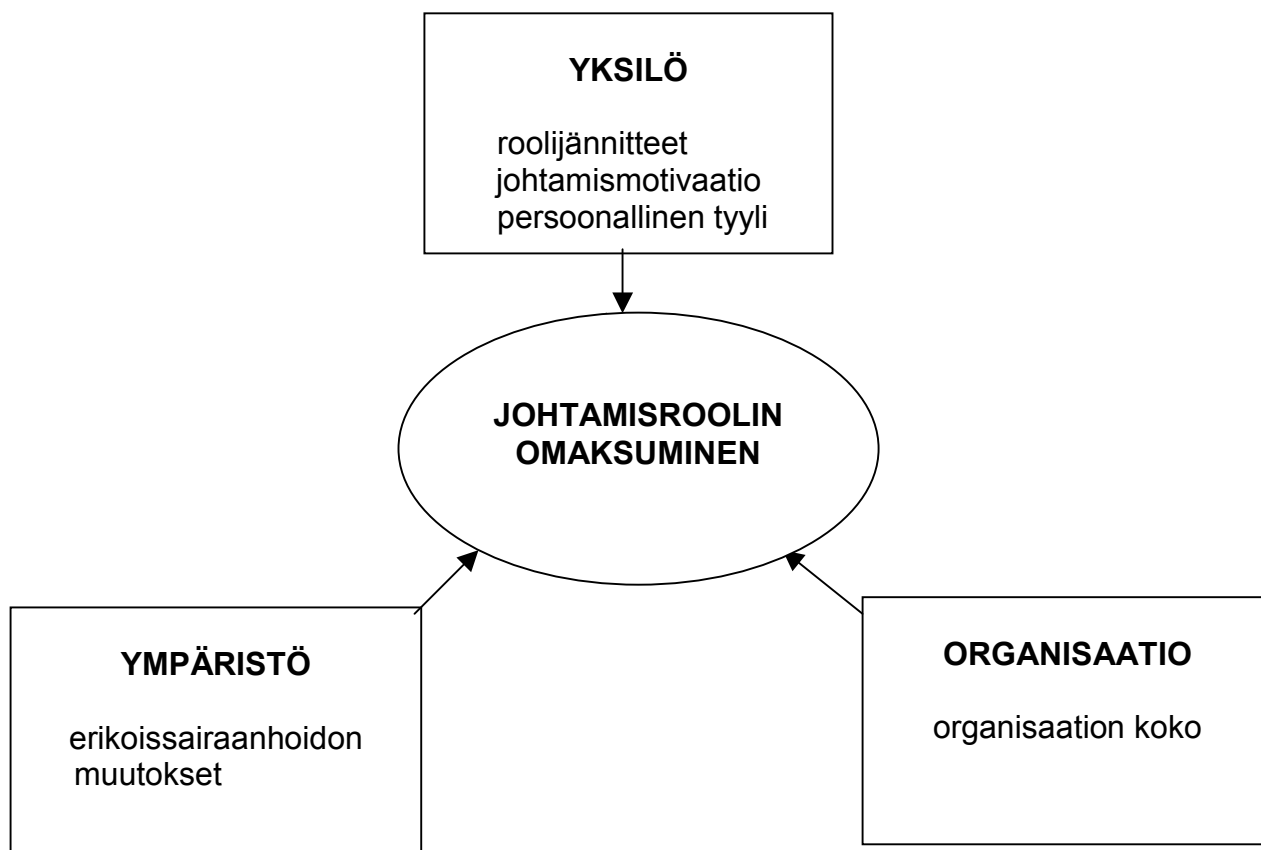 YKSILÖ
roolijännitteet
johtamismotivaatio
persoonallinen tyyli
JOHTAMISROOLIN
OMAKSUMINEN
YMPÄRISTÖ
erikoissairaanhoidon
muutokset
ORGANISAATIO
organisaation koko